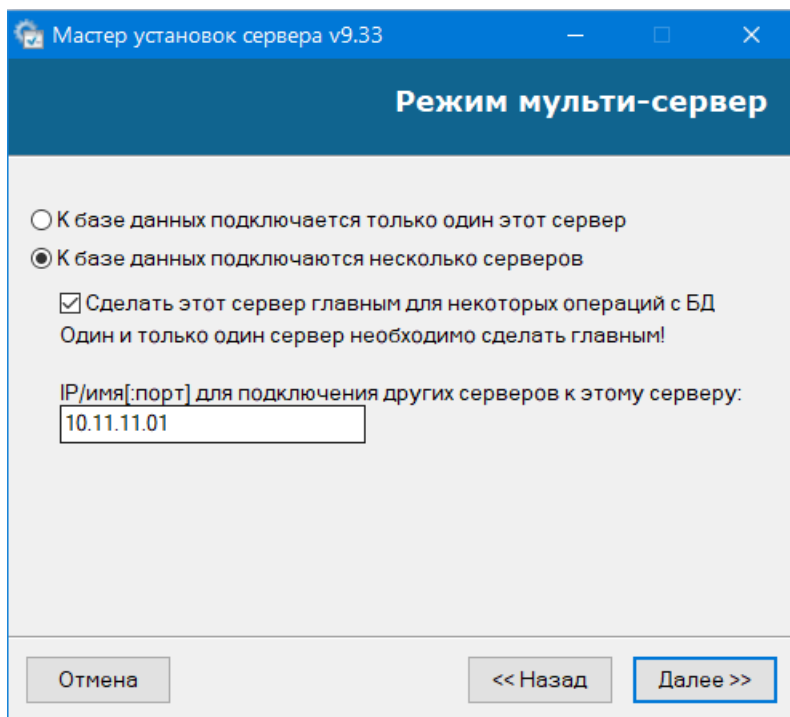 Мастер установок сервера v9.33
Режим мульти-сервер
К базе данных подключается только один этот сервер
К базе данных подключаются несколько серверов
Сделать этот сервер главным для некоторых операций с БД
Один и только один сервер необходимо сделать главным!
IP/имя[:порт] для подключения других серверов к этому серверу:
10.11.11.01
Отмена
<< Назад
Далее >>